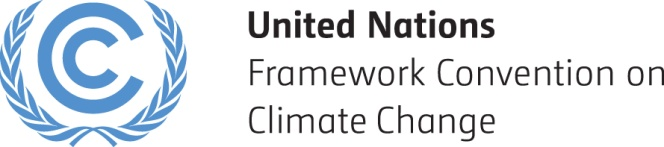 United Nations
Framework Convention on
Climate Change